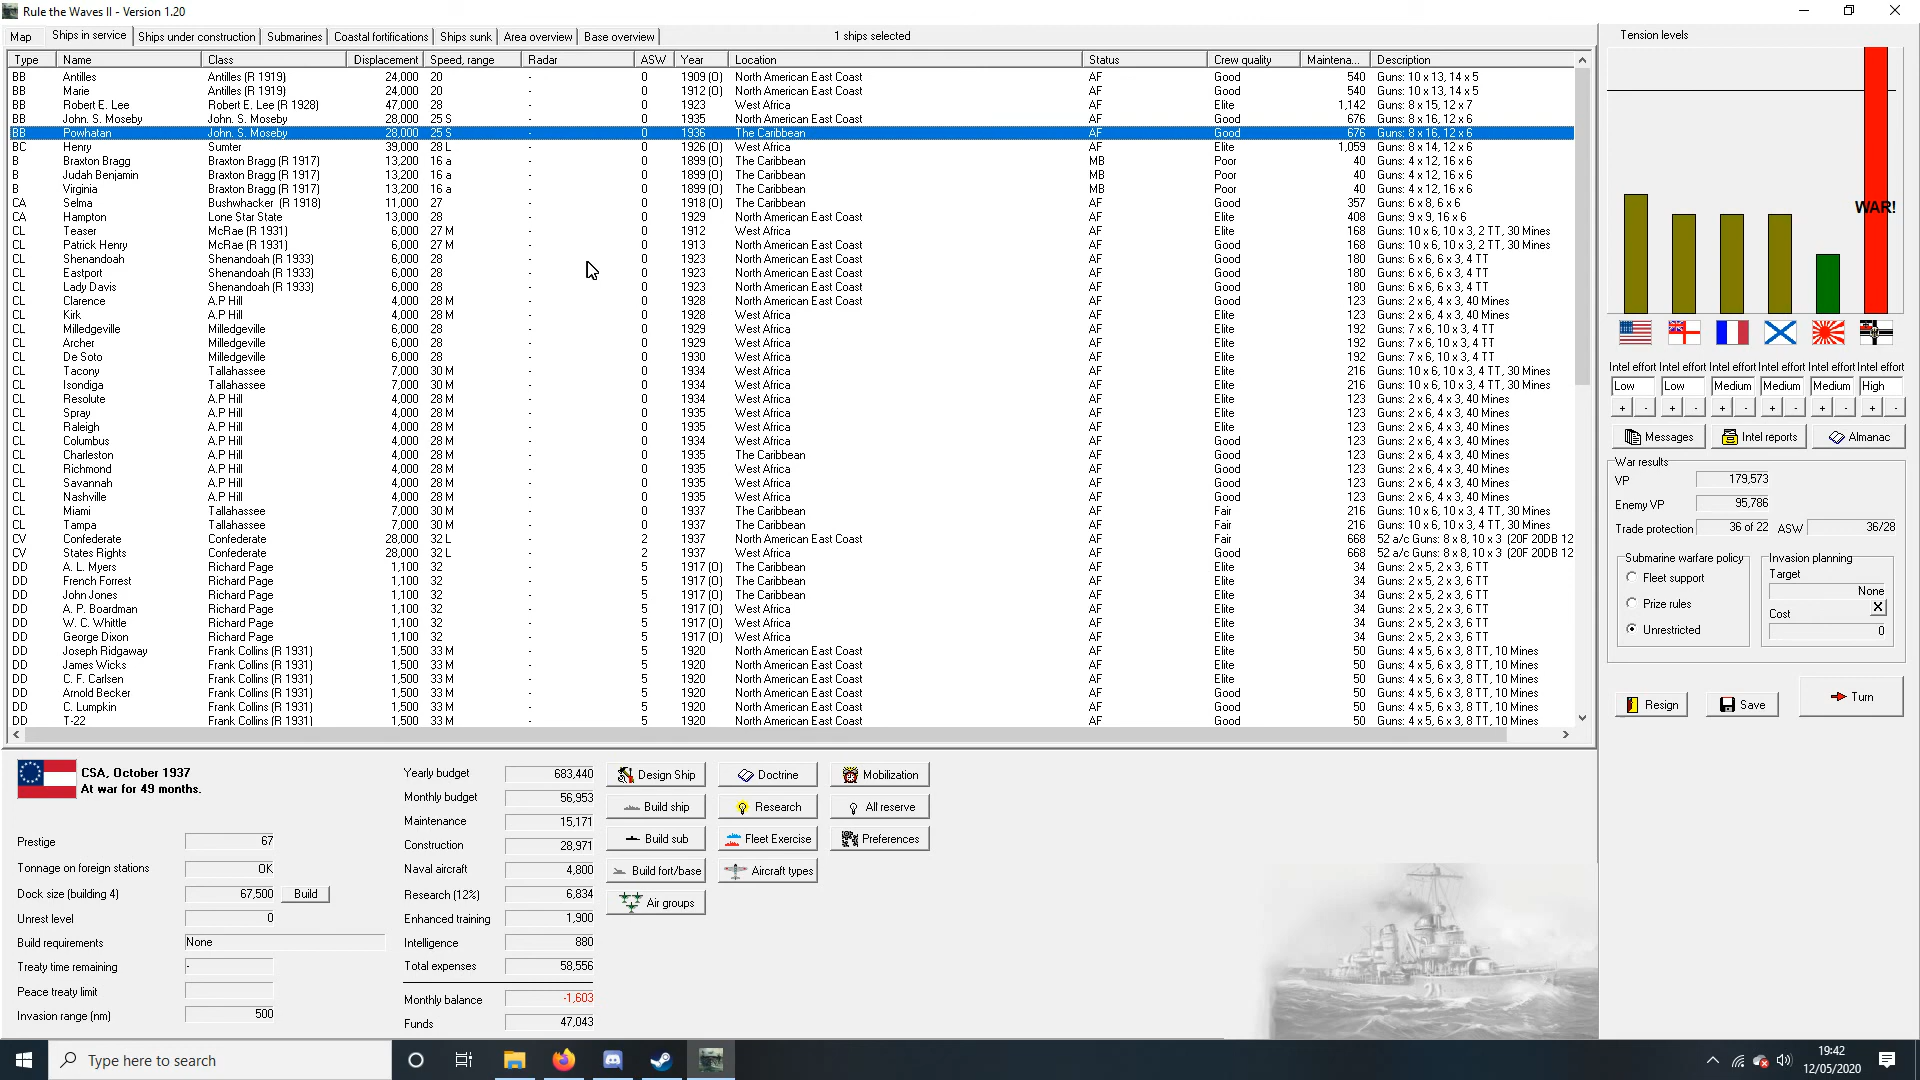 Rule the Waves II - Version 1.20
Map Ships in service Ships under construction Submarines Coastal fortifications Ships sunk Area overview Base overview 1 ships selected
Type Name Class Displacement Speed, range Radar ASW Year Location Status Crew quality Maintena... Description
BB Antilles Antilles (R 1919) 24,000 20 - 0 1909 (O) North American East Coast AF Good 540 Guns: 10 x 13, 14 x 5
BB Marie Antilles (R 1919) 24,000 20 - 0 1912 (O) North American East Coast AF Good 540 Guns: 10 x 13, 14 x 5
BB Robert E. Lee Robert E. Lee (R 1928) 47,000 28 - 0 1923 West Africa AF Elite 1,142 Guns: 8 x 15, 12 x 7
BB John. S. Moseby John. S. Moseby 28,000 25 S - 0 1935 North American East Coast AF Good 676 Guns: 8 x 16, 12 x 6
BB Powhatan John. S. Moseby 28,000 25 S - 0 1936 The Caribbean AF Good 676 Guns: 8 x 16, 12 x 6
BC Henry Sumter 39,000 28 L - 0 1926 (O) West Africa AF Elite 1,059 Guns: 8 x 14, 12 x 6
B Braxton Bragg Braxton Bragg (R 1917) 13,200 16 a - 0 1899 (O) The Caribbean MB Poor 40 Guns: 4 x 12, 16 x 6
B Judah Benjamin Braxton Bragg (R 1917) 13,200 16 a - 0 1899 (O) The Caribbean MB Poor 40 Guns: 4 x 12, 16 x 6
B Virginia Braxton Bragg (R 1917) 13,200 16 a - 0 1899 (O) The Caribbean MB Poor 40 Guns: 4 x 12, 16 x 6
CA Selma Bushwhacker (R 1918) 11,000 27 - 0 1918 (O) The Caribbean AF Good 357 Guns: 6 x 8, 6 x 6
CA Hampton Lone Star State 13,000 28 - 0 1929 North American East Coast AF Elite 408 Guns: 9 x 9, 16 x 6
CL Teaser McRae (R 1931) 6,000 27 M - 0 1912 West Africa AF Elite 168 Guns: 10 x 6, 10 x 3, 2 TT, 30 Mines
CL Patrick Henry McRae (R 1931) 6,000 27 M - 0 1913 North American East Coast AF Good 168 Guns: 10 x 6, 10 x 3, 2 TT, 30 Mines
CL Shenandoah Shenandoah (R 1933) 6,000 28 - 0 1923 North American East Coast AF Good 180 Guns: 6 x 6, 6 x 3, 4 TT
CL Eastport Shenandoah (R 1933) 6,000 28 - 0 1923 North American East Coast AF Good 180 Guns: 6 x 6, 6 x 3, 4 TT
CL Lady Davis Shenandoah (R 1933) 6,000 28 - 0 1923 North American East Coast AF Good 180 Guns: 6 x 6, 6 x 3, 4 TT
CL Clarence A.P Hill 4,000 28 M - 0 1928 North American East Coast AF Good 123 Guns: 2 x 6, 4 x 3, 40 Mines
CL Kirk A.P Hill 4,000 28 M - 0 1928 West Africa AF Elite 123 Guns: 2 x 6, 4 x 3, 40 Mines
CL Milledgeville Milledgeville 6,000 28 - 0 1929 West Africa AF Elite 192 Guns: 7 x 6, 10 x 3, 4 TT
CL Archer Milledgeville 6,000 28 - 0 1929 West Africa AF Elite 192 Guns: 7 x 6, 10 x 3, 4 TT
CL De Soto Milledgeville 6,000 28 - 0 1930 West Africa AF Elite 192 Guns: 7 x 6, 10 x 3, 4 TT
CL Tacony Tallahassee 7,000 30 M - 0 1934 West Africa AF Elite 216 Guns: 10 x 6, 10 x 3, 4 TT, 30 Mines
CL Isondiga Tallahassee 7,000 30 M - 0 1934 West Africa AF Elite 216 Guns: 10 x 6, 10 x 3, 4 TT, 30 Mines
CL Resolute A.P Hill 4,000 28 M - 0 1934 West Africa AF Elite 123 Guns: 2 x 6, 4 x 3, 40 Mines
CL Spray A.P Hill 4,000 28 M - 0 1935 West Africa AF Elite 123 Guns: 2 x 6, 4 x 3, 40 Mines
CL Raleigh A.P Hill 4,000 28 M - 0 1935 West Africa AF Elite 123 Guns: 2 x 6, 4 x 3, 40 Mines
CL Columbus A.P Hill 4,000 28 M - 0 1934 West Africa AF Good 123 Guns: 2 x 6, 4 x 3, 40 Mines
CL Charleston A.P Hill 4,000 28 M - 0 1935 The Caribbean AF Good 123 Guns: 2 x 6, 4 x 3, 40 Mines
CL Richmond A.P Hill 4,000 28 M - 0 1935 West Africa AF Good 123 Guns: 2 x 6, 4 x 3, 40 Mines
CL Savannah A.P Hill 4,000 28 M - 0 1935 West Africa AF Good 123 Guns: 2 x 6, 4 x 3, 40 Mines
CL Nashville A.P Hill 4,000 28 M - 0 1935 West Africa AF Good 123 Guns: 2 x 6, 4 x 3, 40 Mines
CL Miami Tallahassee 7,000 30 M - 0 1937 The Caribbean AF Fair 216 Guns: 10 x 6, 10 x 3, 4 TT, 30 Mines
CL Tampa Tallahassee 7,000 30 M - 0 1937 The Caribbean AF Fair 216 Guns: 10 x 6, 10 x 3, 4 TT, 30 Mines
CV Confederate Confederate 28,000 32 L - 2 1937 North American East Coast AF Fair 668 52 a/c Guns: 8 x 8, 10 x 3 (20F 20DB 12
CV States Rights Confederate 28,000 32 L - 2 1937 West Africa AF Good 668 52 a/c Guns: 8 x 8, 10 x 3 (20F 20DB 12
DD A. L. Myers Richard Page 1,100 32 - 5 1917 (O) The Caribbean AF Elite 34 Guns: 2 x 5, 2 x 3, 6 TT
DD French Forrest Richard Page 1,100 32 - 5 1917 (O) The Caribbean AF Elite 34 Guns: 2 x 5, 2 x 3, 6 TT
DD John Jones Richard Page 1,100 32 - 5 1917 (O) The Caribbean AF Elite 34 Guns: 2 x 5, 2 x 3, 6 TT
DD A. P. Boardman Richard Page 1,100 32 - 5 1917 (O) West Africa AF Elite 34 Guns: 2 x 5, 2 x 3, 6 TT
DD W. C. Whittle Richard Page 1,100 32 - 5 1917 (O) West Africa AF Elite 34 Guns: 2 x 5, 2 x 3, 6 TT
DD George Dixon Richard Page 1,100 32 - 5 1917 (O) West Africa AF Elite 34 Guns: 2 x 5, 2 x 3, 6 TT
DD Joseph Ridgaway Frank Collins (R 1931) 1,500 33 M - 5 1920 North American East Coast AF Elite 50 Guns: 4 x 5, 6 x 3, 8 TT, 10 Mines
DD James Wicks Frank Collins (R 1931) 1,500 33 M - 5 1920 North American East Coast AF Elite 50 Guns: 4 x 5, 6 x 3, 8 TT, 10 Mines
DD C. F. Carlsen Frank Collins (R 1931) 1,500 33 M - 5 1920 North American East Coast AF Elite 50 Guns: 4 x 5, 6 x 3, 8 TT, 10 Mines
DD Arnold Becker Frank Collins (R 1931) 1,500 33 M - 5 1920 North American East Coast AF Good 50 Guns: 4 x 5, 6 x 3, 8 TT, 10 Mines
DD C. Lumpkin Frank Collins (R 1931) 1,500 33 M - 5 1920 North American East Coast AF Good 50 Guns: 4 x 5, 6 x 3, 8 TT, 10 Mines
DD T-22 Frank Collins (R 1931) 1,500 33 M - 5 1920 North American East Coast AF Good 50 Guns: 4 x 5, 6 x 3, 8 TT, 10 Mines
Tension levels
WAR!
Intel effort Intel effort Intel effort Intel effort Intel effort Intel effort
Low Low Medium Medium Medium High
+ - + - + - + - + - + -
Messages Intel reports Almanac
War results
VP 179,573
Enemy VP 95,786
Trade protection 36 of 22 ASW 36/28
Submarine warfare policy Invasion planning
Fleet support Target
None
Prize rules Cost X
Unrestricted 0
Resign Save Turn
CSA, October 1937
At war for 49 months.
Prestige 67
Tonnage on foreign stations OK
Dock size (building 4) 67,500 Build
Unrest level 0
Build requirements None
Treaty time remaining -
Peace treaty limit
Invasion range (nm) 500
Yearly budget 683,440
Monthly budget 56,953
Maintenance 15,171
Construction 28,971
Naval aircraft 4,800
Research (12%) 6,834
Enhanced training 1,900
Intelligence 880
Total expenses 58,556
Monthly balance -1,603
Funds 47,043
Design Ship Doctrine Mobilization
Build ship Research All reserve
Build sub Fleet Exercise Preferences
Build fort/base Aircraft types
Air groups
Type here to search
19:42
12/05/2020